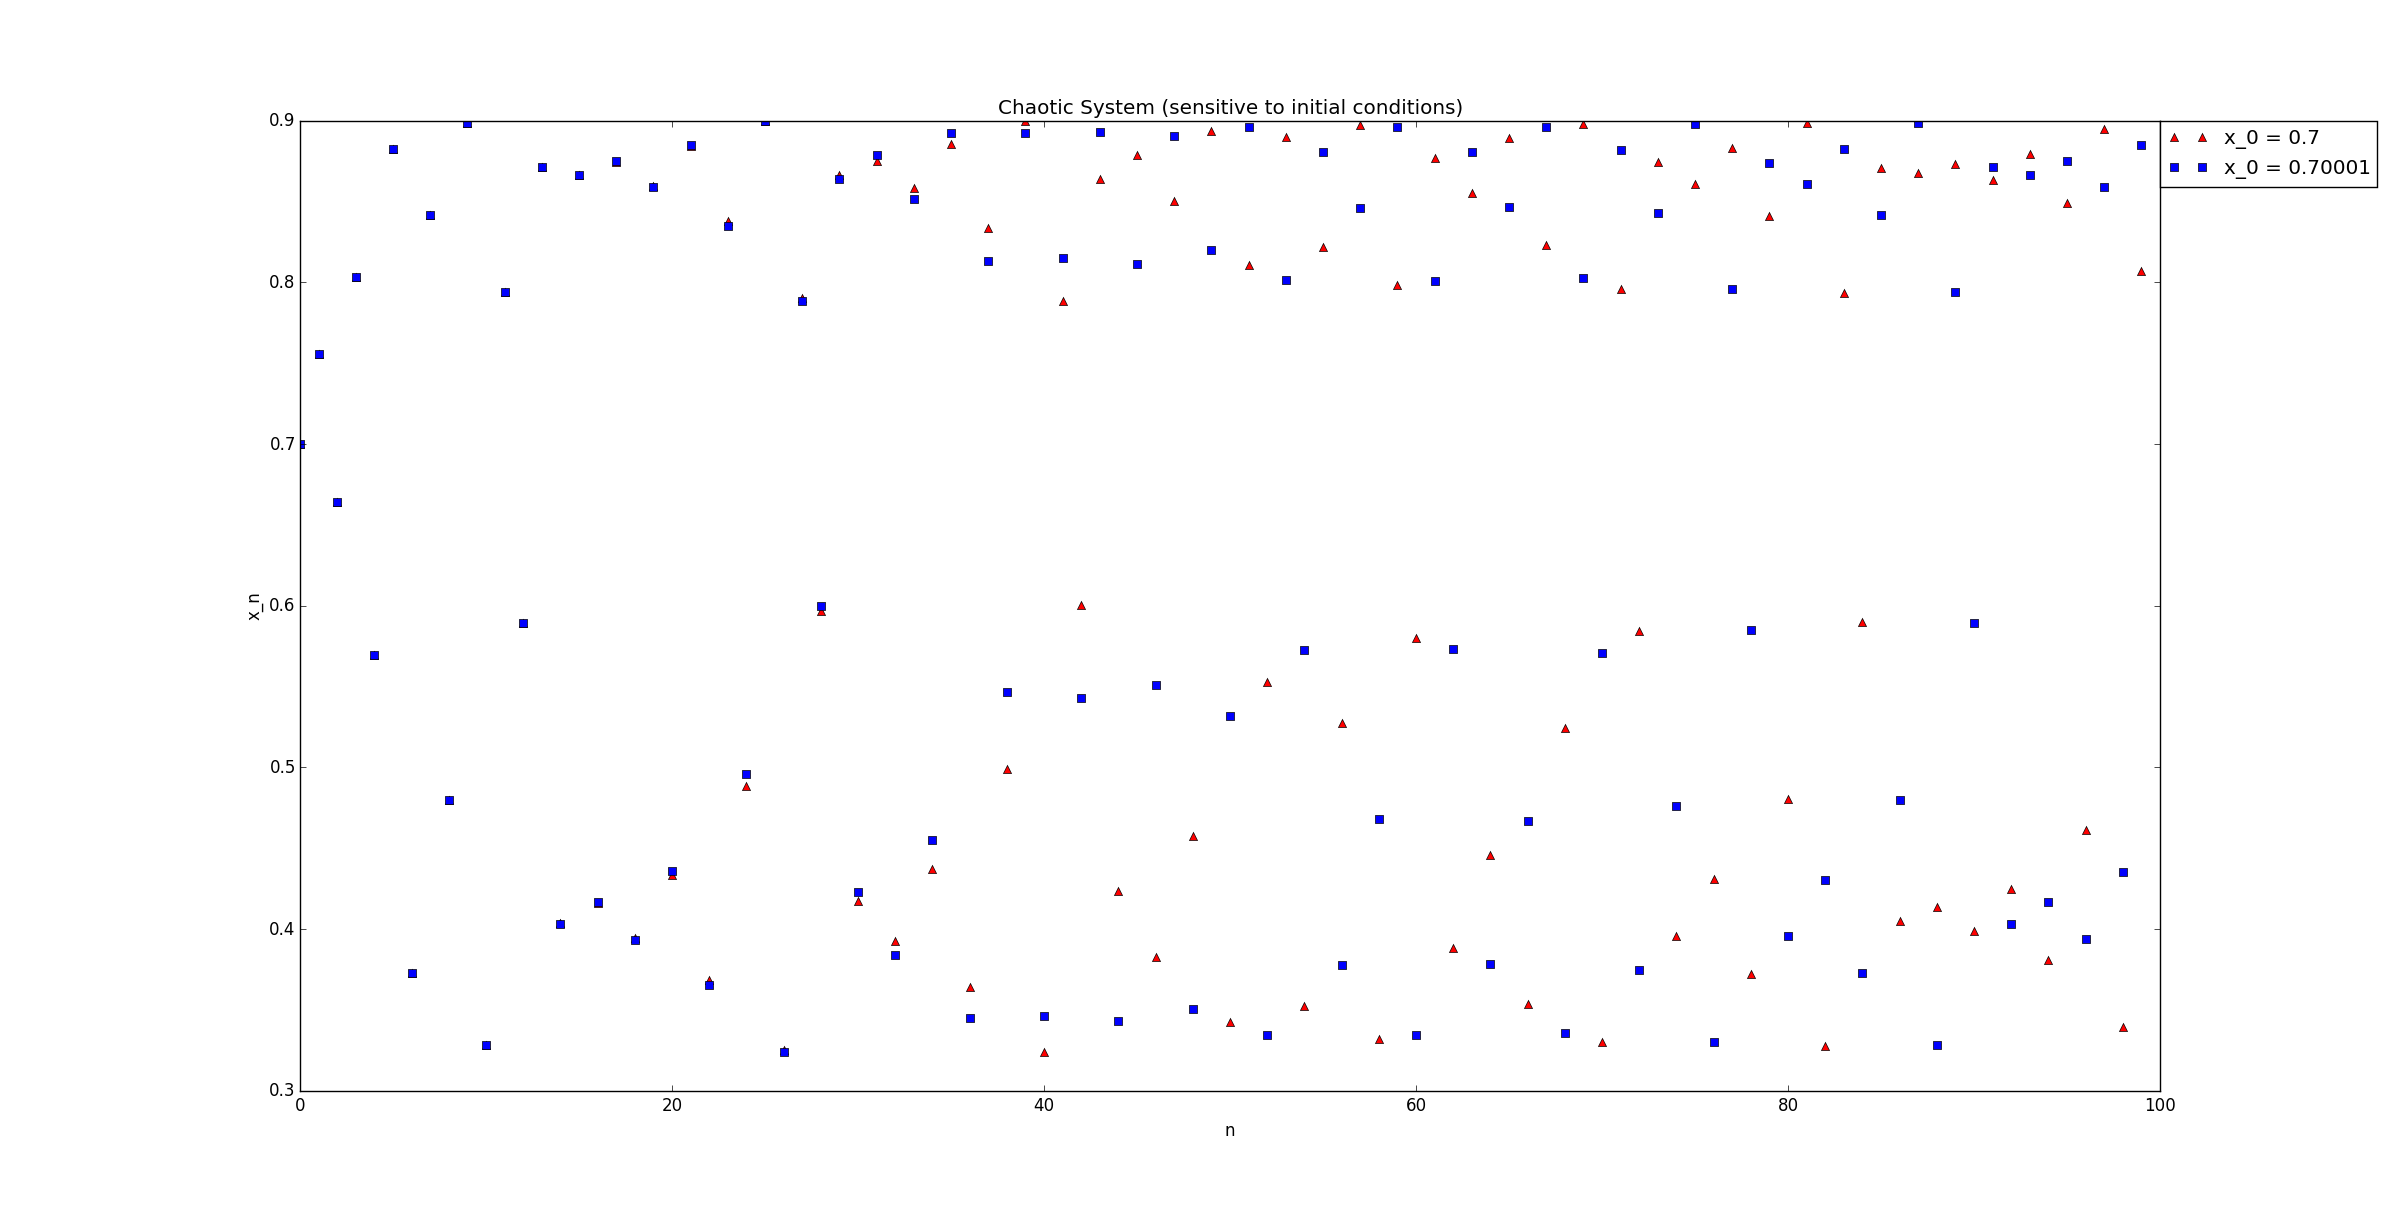 Chaotic System (sensitive to initial conditions)
0.9
0.8
0.7
0.6
0.5
0.4
0.3
x_n
0
20
40
60
80
100
n
x_0 = 0.7
x_0 = 0.70001